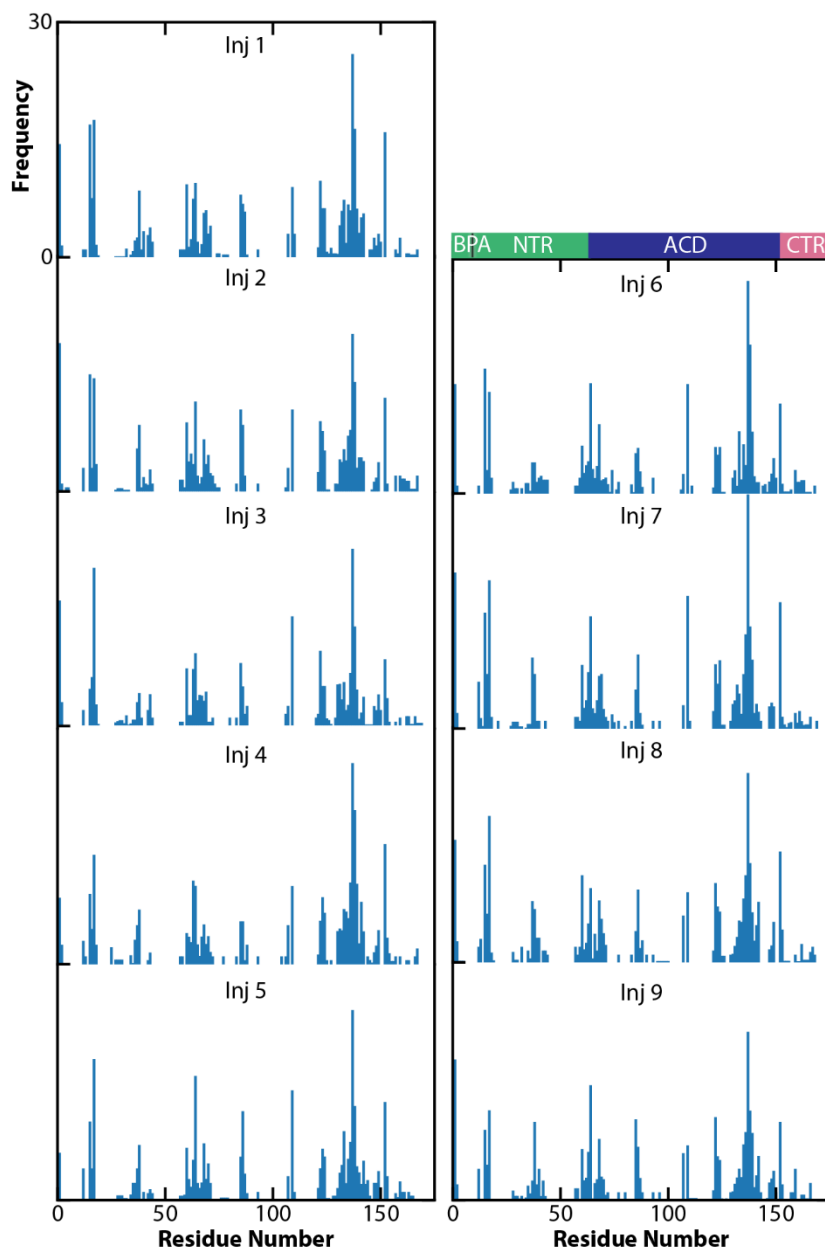 30
Frequency
0
Inj 1
Inj 2
Inj 3
Inj 4
Inj 5
0 50 100 150
Residue Number
BPA NTR ACD CTR
Inj 6
Inj 7
Inj 8
Inj 9
0 50 100 150
Residue Number